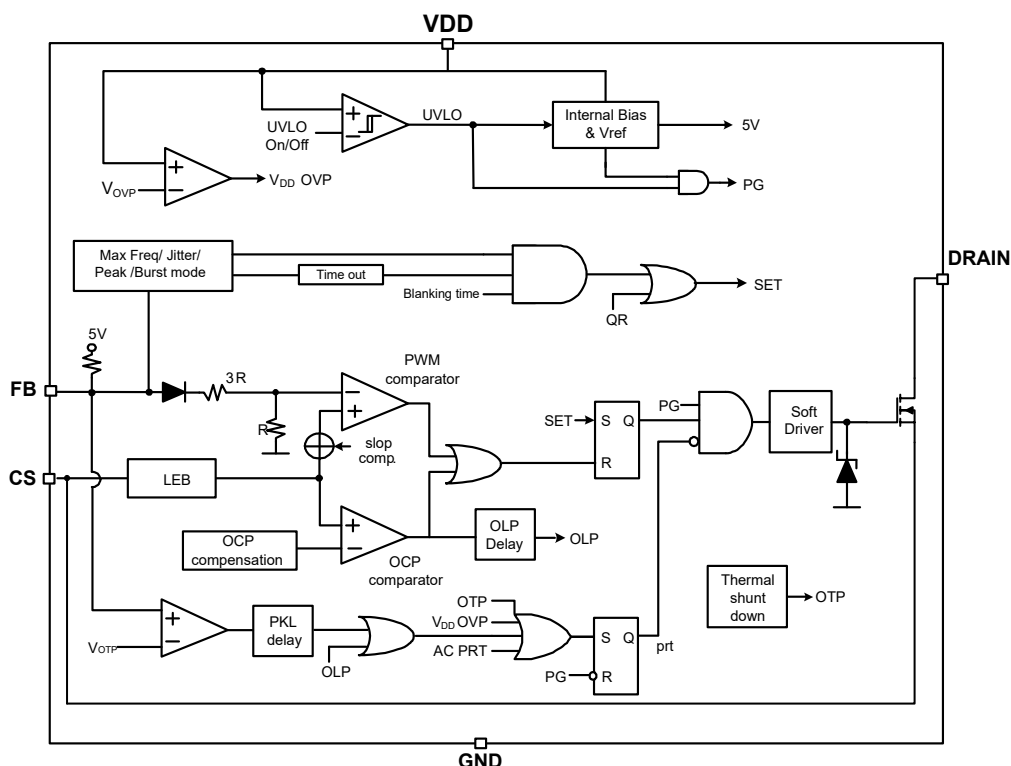 VDD
UVLO
On/Off
UVLO
Internal Bias
& Vref
5V
VOVP
VDD OVP
PG
Max Freq/ Jitter/
Peak /Burst mode
Time out
Blanking time
QR
SET
DRAIN
5V
FB
3R
R
PWM
comparator
slop
comp.
CS
LEB
OCP
compensation
OCP
comparator
OLP
Delay
OLP
SET
S Q
R
PG
Soft
Driver
Thermal
shunt
down
OTP
VOTP
PKL
delay
OLP
OTP
VDD OVP
AC PRT
PG
S Q
R
prt
GND